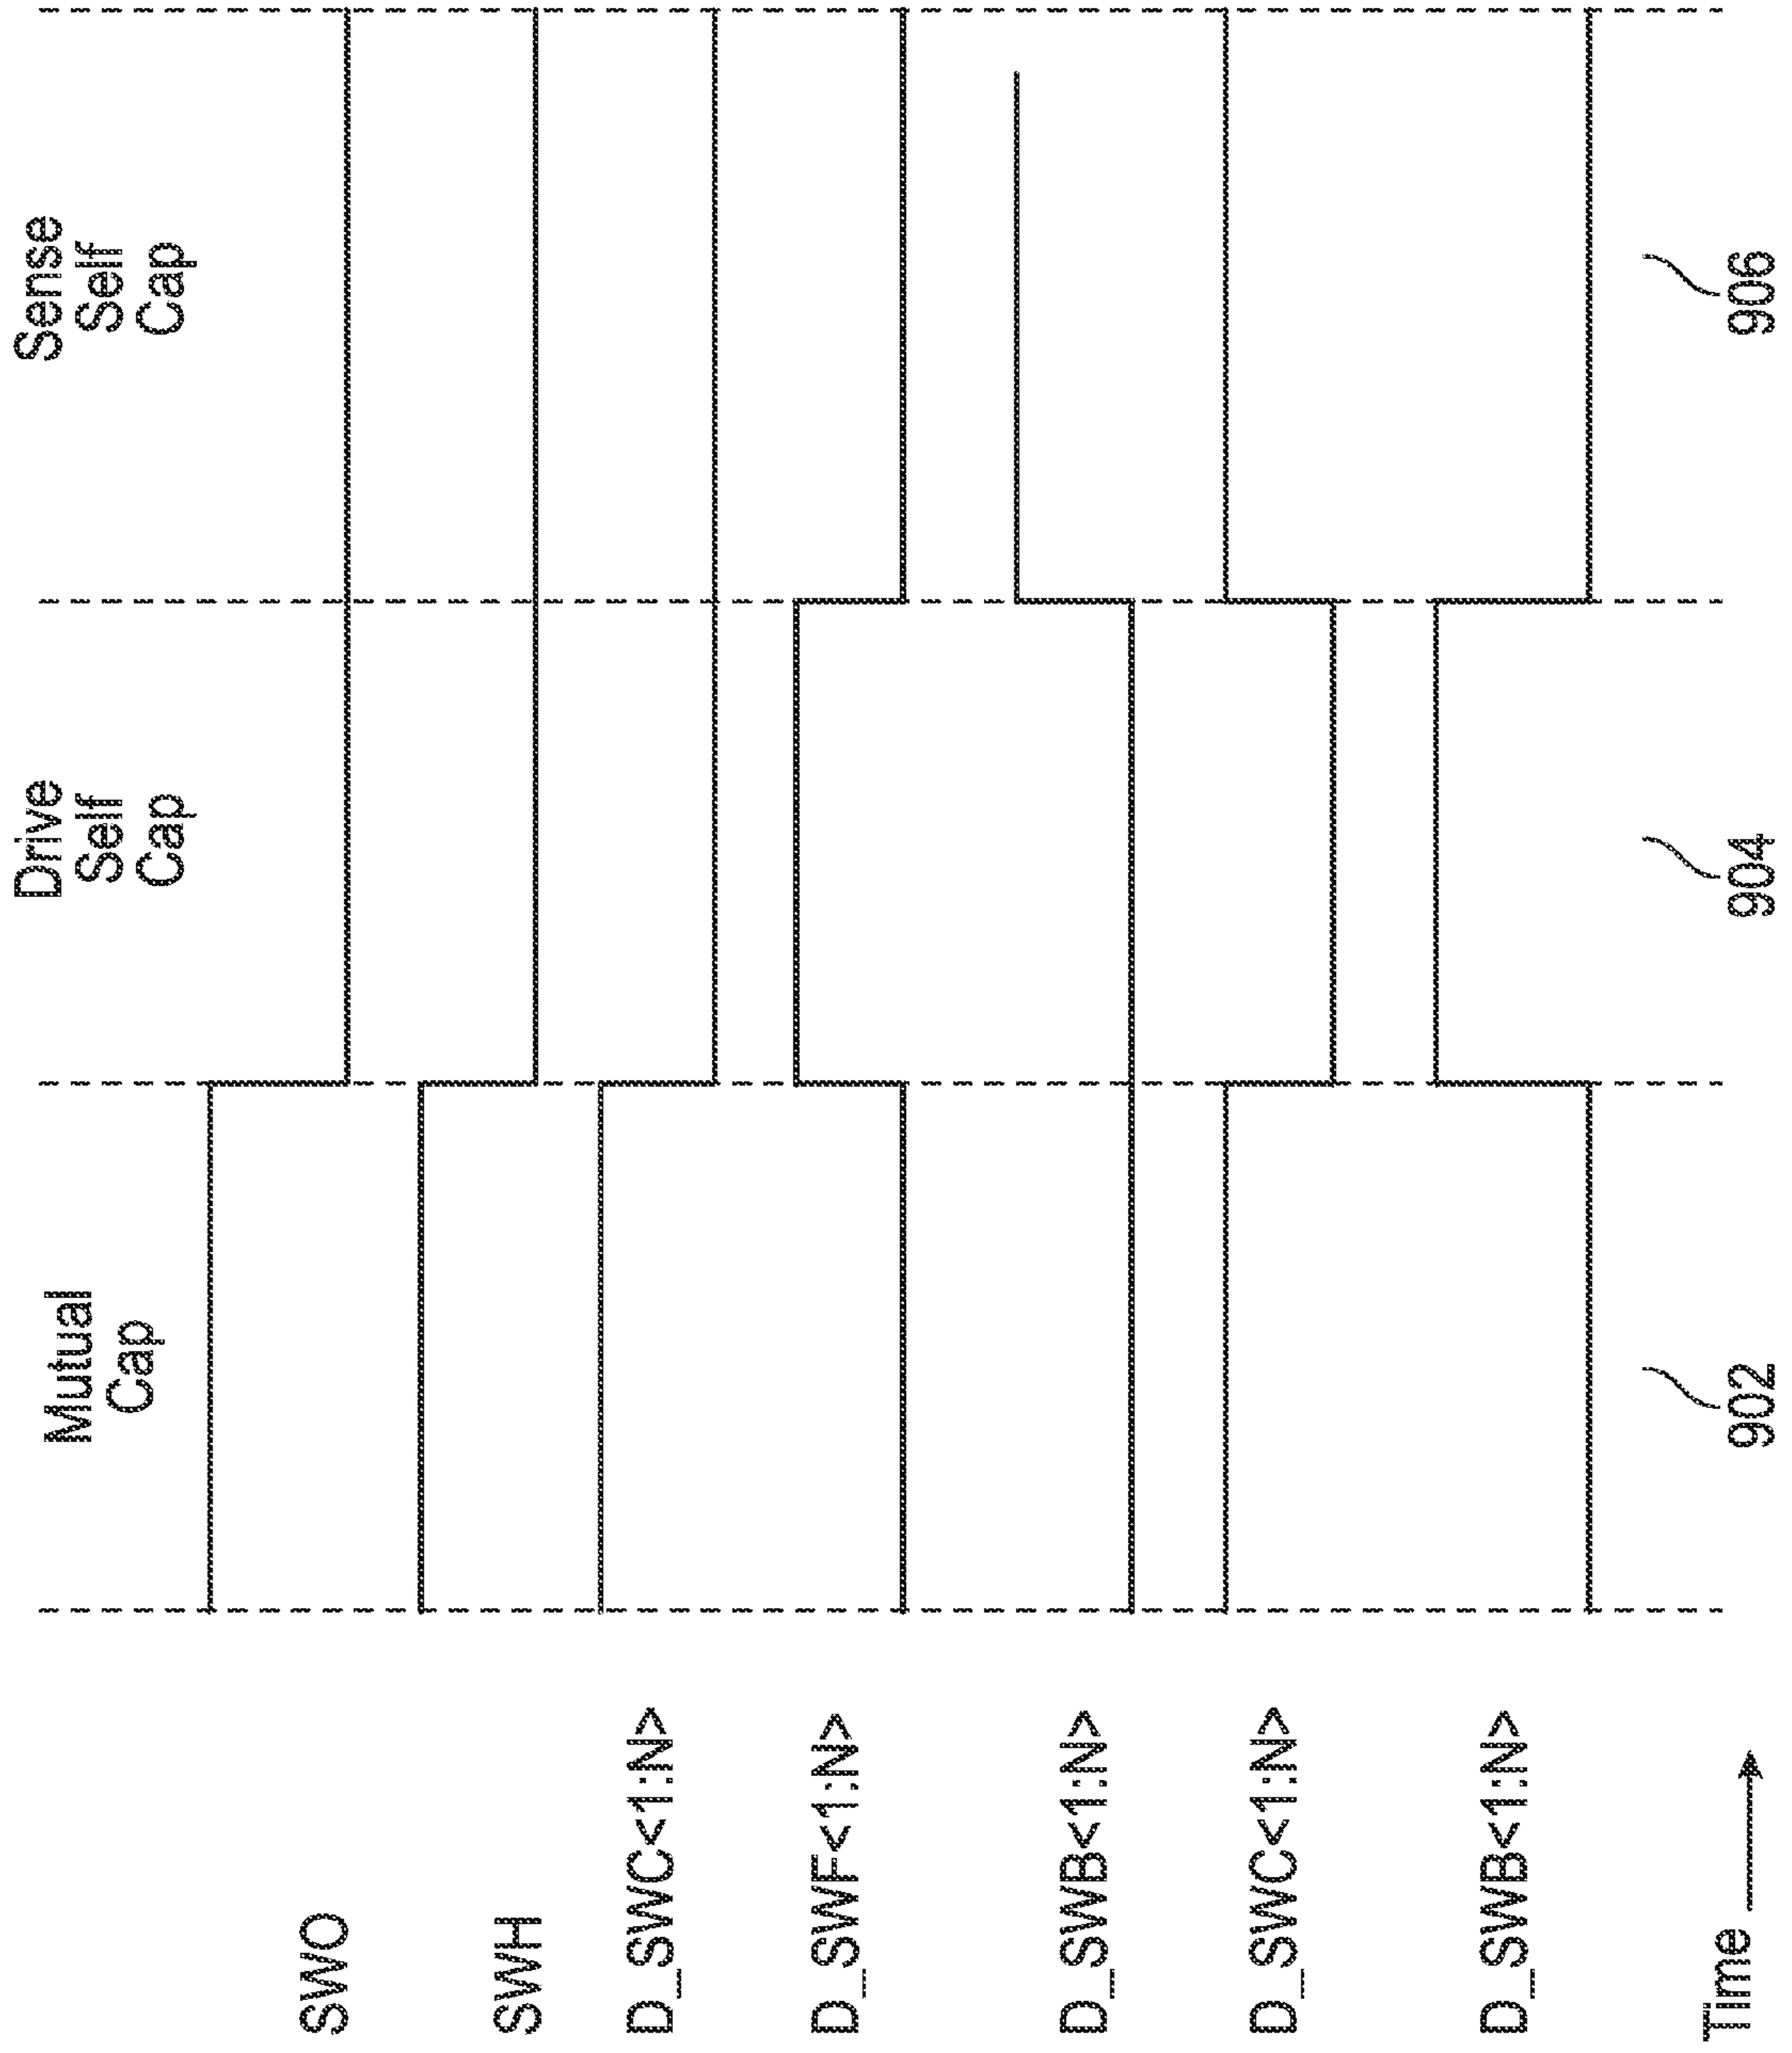 Mutual
Cap
Drive
Self
Cap
Sense
Self
Cap
SWO
SWH
D_SWC<1:N>
D_SWF<1:N>
D_SWB<1:N>
D_SWC<1:N>
D_SWB<1:N>
Time
902
904
906